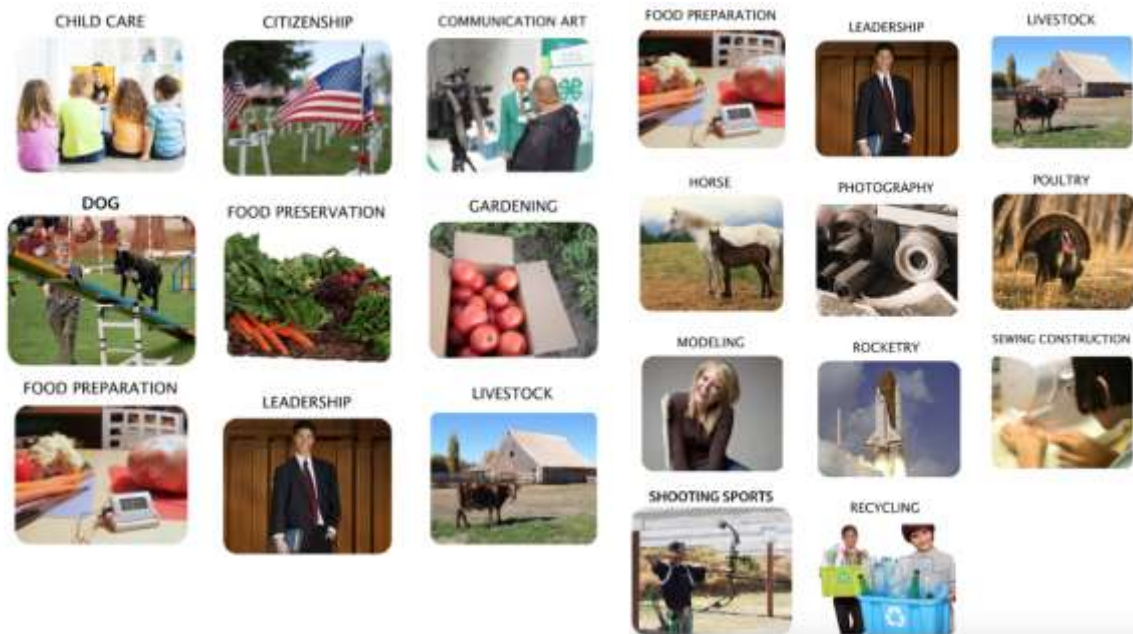 CHILD CARE
CITIZENSHIP
COMMUNICATION ART
DOG
FOOD PRESERVATION
GARDENING
FOOD PREPARATION
LEADERSHIP
LIVESTOCK
FOOD PREPARATION
LEADERSHIP
LIVESTOCK
HORSE
PHOTOGRAPHY
POULTRY
MODELING
ROCKETRY
SEWING CONSTRUCTION
SHOOTING SPORTS
RECYCLING